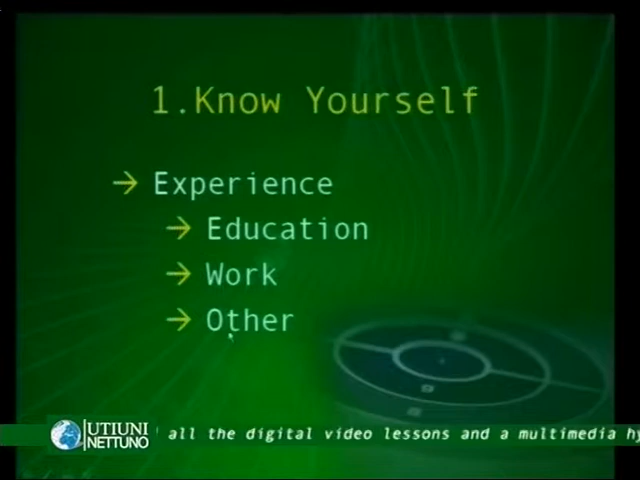 1.Know Yourself
→ Experience
→ Education
→ Work
→ Other
UTIUNI
NETTUNO
all the digital video lessons and a multimedia hy